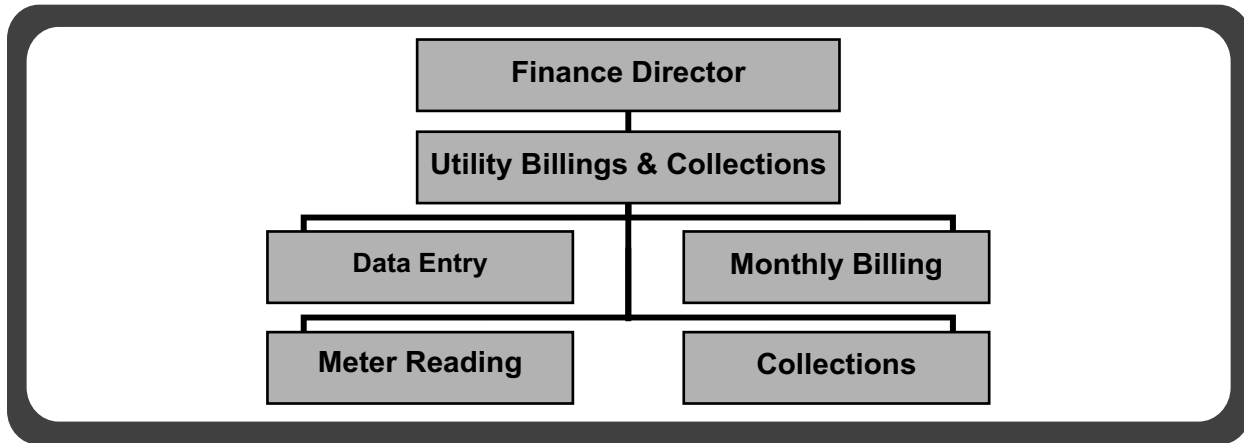 Finance Director
Utility Billings & Collections
Data Entry
Monthly Billing
Meter Reading
Collections